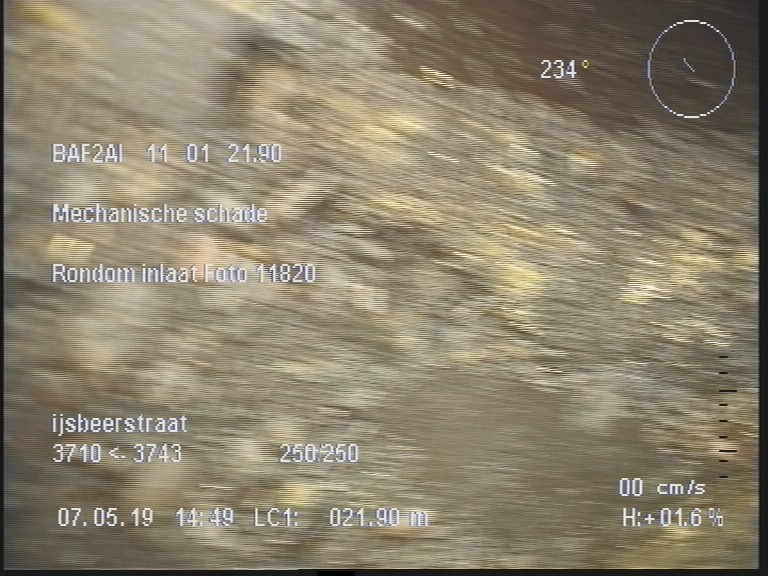 234°
BAF2AI 11 01 21.90
Mechanische schade
Rondom inlaat Foto 11820
ijsbeerstraat
3710 <- 3743 250/250
00 cm/s
07.05.19 14:49 LC1: 021.90 m H:+01.6%